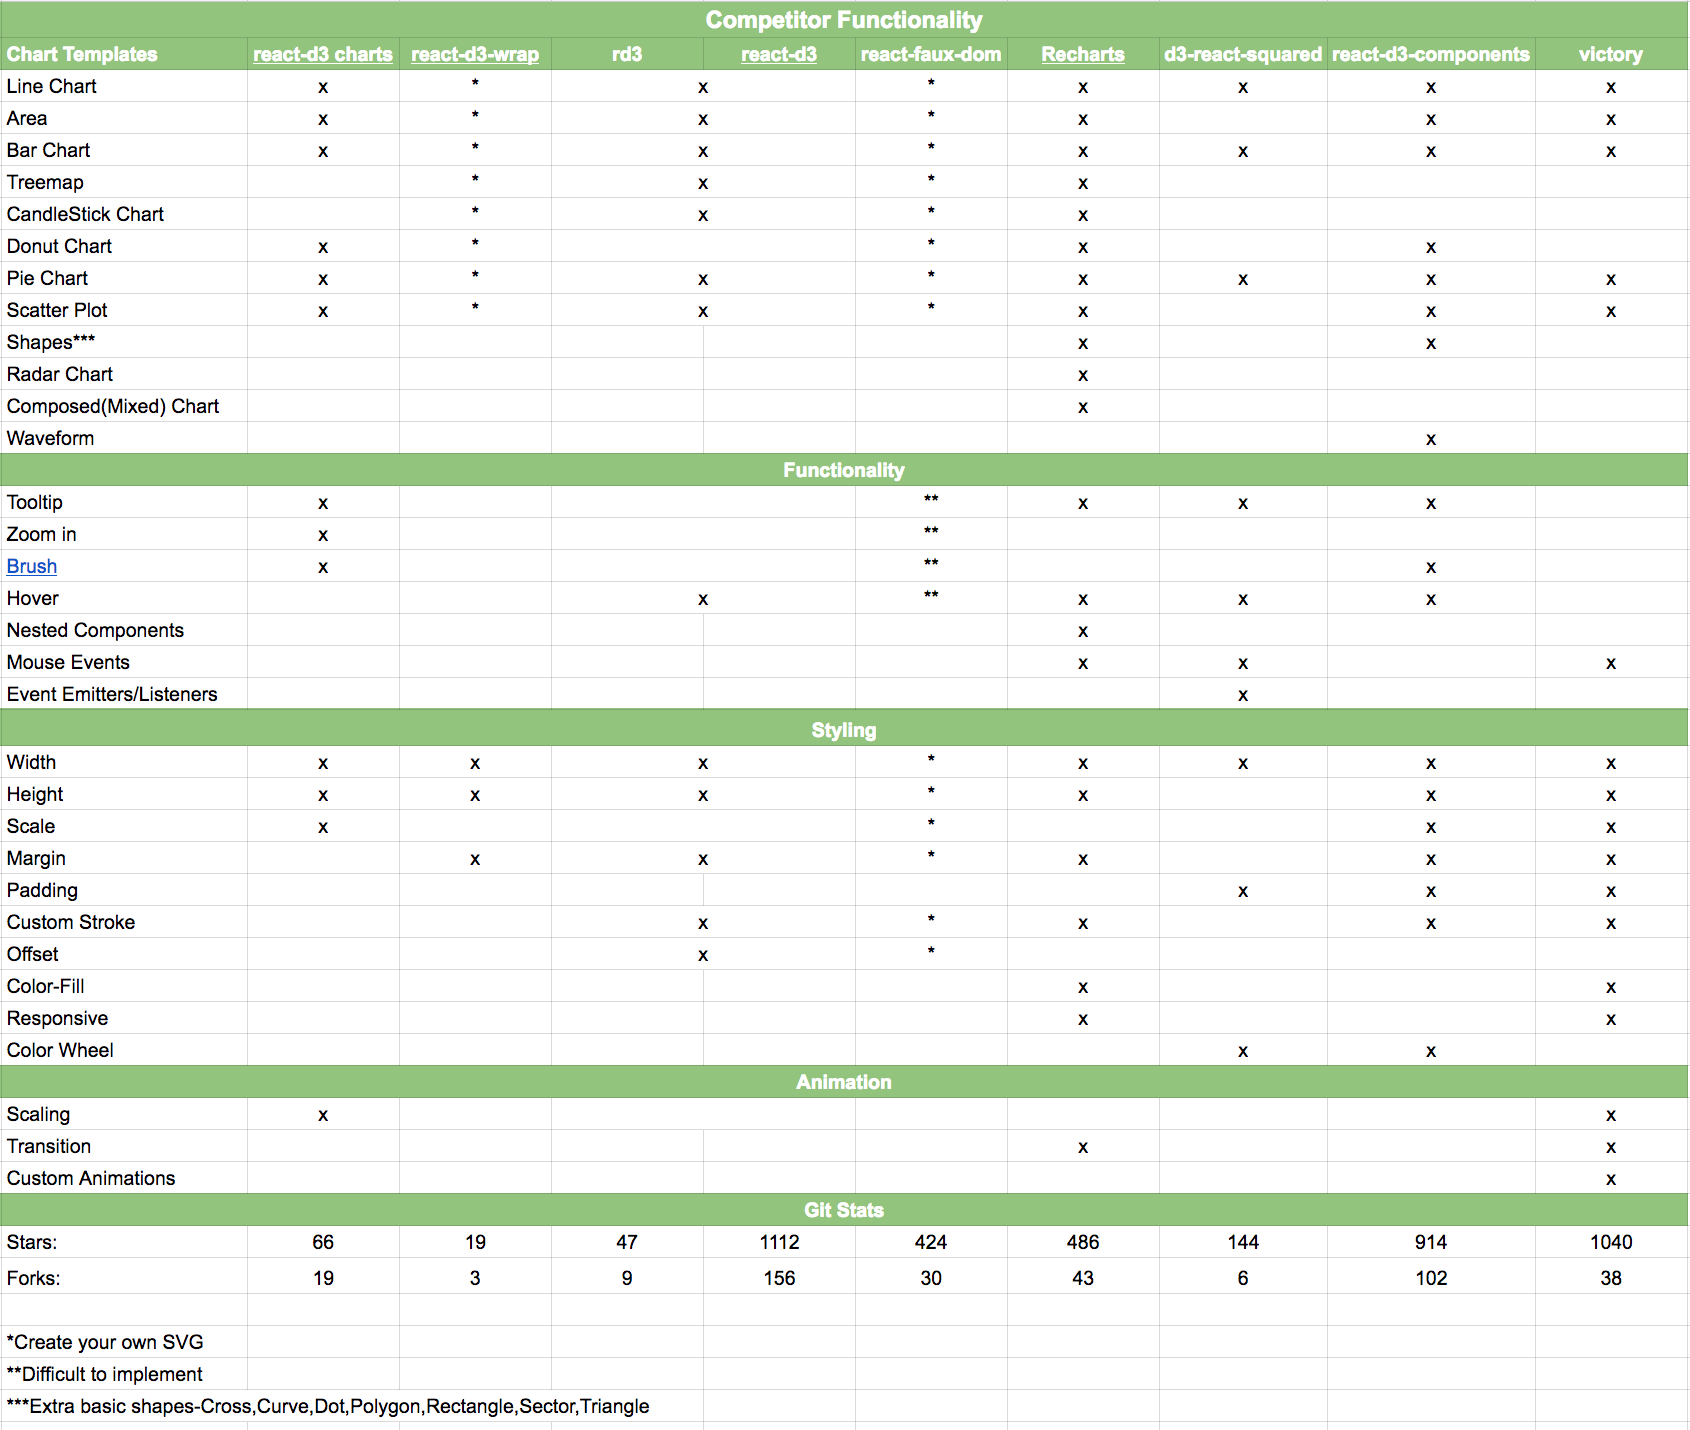 Competitor Functionality
Chart Templates react-d3 charts react-d3-wrap rd3 react-d3 react-faux-dom Recharts d3-react-squared react-d3-components victory
Line Chart x * x * x x x x
Area x * x * x x x
Bar Chart x * x * x x x x
Treemap * x * x
CandleStick Chart * x * x
Donut Chart x * * x x
Pie Chart x * x * x x x x
Scatter Plot x * x * x x x
Shapes*** x x
Radar Chart x
Composed(Mixed) Chart x
Waveform x
Functionality
Tooltip x ** x x x
Zoom in x **
Brush x ** x
Hover x ** x x x
Nested Components x
Mouse Events x x x
Event Emitters/Listeners x
Styling
Width x x x * x x x x
Height x x x * x x x
Scale x * x x
Margin x x * x x x
Padding x x x
Custom Stroke x * x x x
Offset x *
Color-Fill x x
Responsive x x
Color Wheel x x
Animation
Scaling x x
Transition x x
Custom Animations x
Git Stats
Stars: 66 19 47 1112 424 486 144 914 1040
Forks: 19 3 9 156 30 43 6 102 38
*Create your own SVG
**Difficult to implement
***Extra basic shapes-Cross,Curve,Dot,Polygon,Rectangle,Sector,Triangle